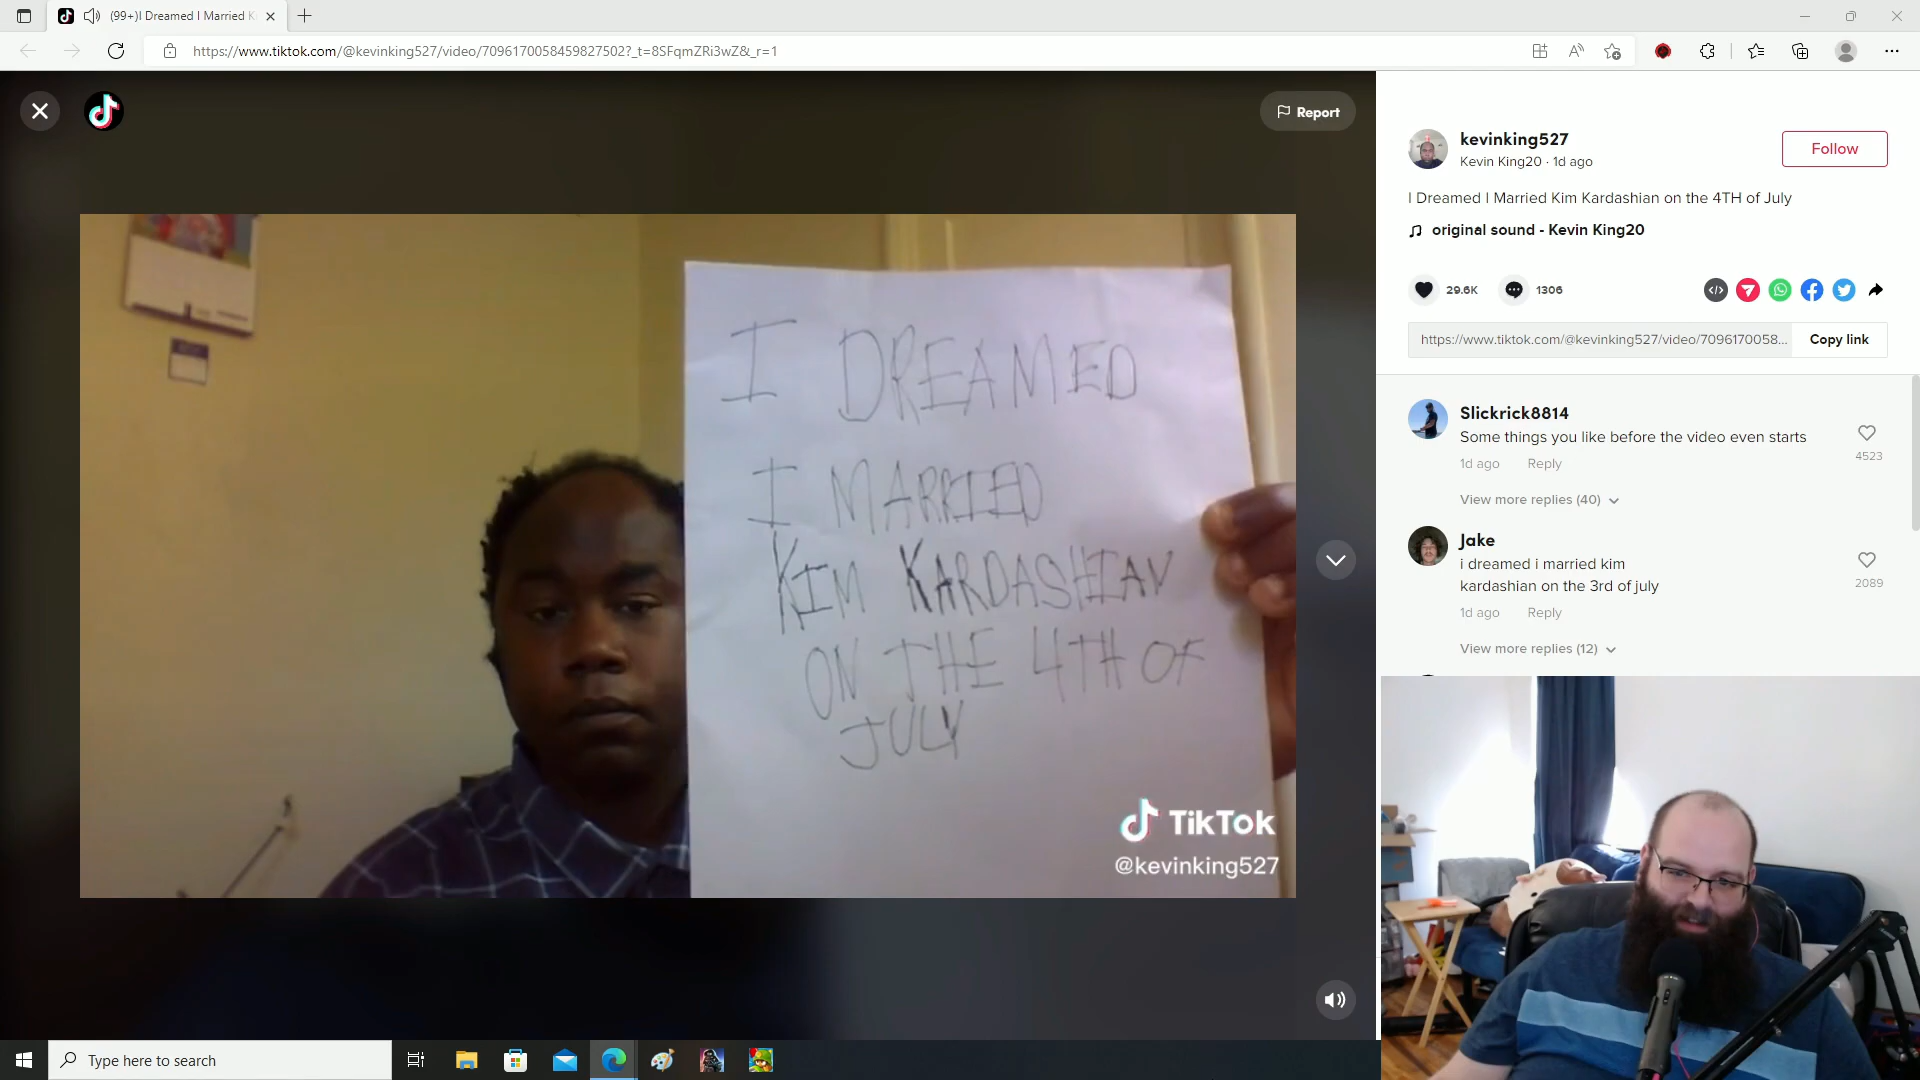 (99+) I Dreamed I Married K
https://www.tiktok.com/@kevinking527/video/7096170058459827502?_t=8SFqmZRi3wZ&_r=1
Report
I DREAMED
I MARRIED
KIM KARDASHIAN
ON THE 4TH OF
JULY
TikTok
@kevinking527
kevinking527
Kevin King20 · 1d ago
Follow
I Dreamed I Married Kim Kardashian on the 4TH of July
original sound - Kevin King20
29.6K
1306
https://www.tiktok.com/@kevinking527/video/7096170058...
Copy link
Slickrick8814
Some things you like before the video even starts
4523
1d ago Reply
View more replies (40)
Jake
i dreamed i married kim
kardashian on the 3rd of july
2089
1d ago Reply
View more replies (12)
Type here to search